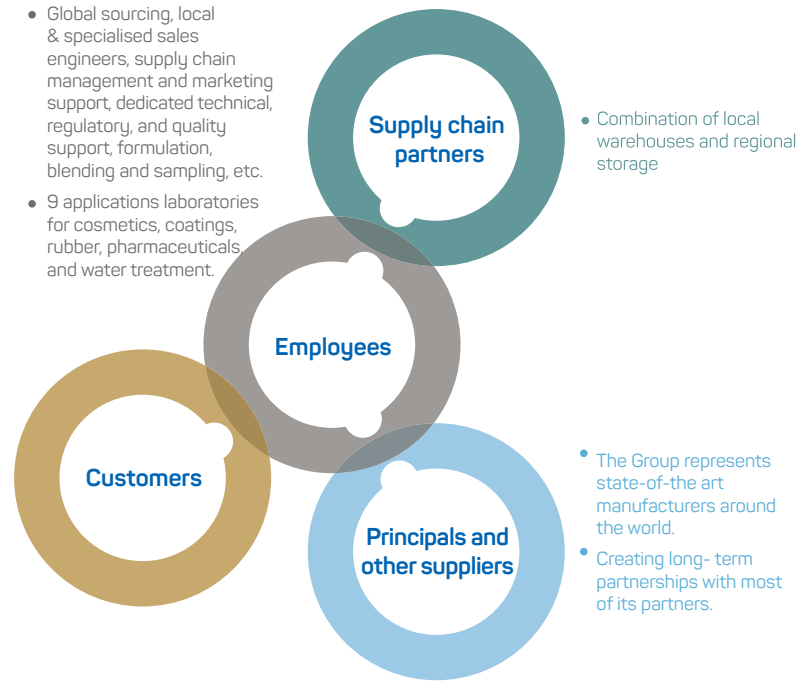 • Global sourcing, local
& specialised sales
engineers, supply chain
management and marketing
support, dedicated technical,
regulatory, and quality
support, formulation,
blending and sampling, etc.
• 9 applications laboratories
for cosmetics, coatings,
rubber, pharmaceuticals,
and water treatment.
Supply chain
partners
• Combination of local
warehouses and regional
storage
Employees
Customers
Principals and
other suppliers
• The Group represents
state-of-the art
manufacturers around
the world.
• Creating long- term
partnerships with most
of its partners.